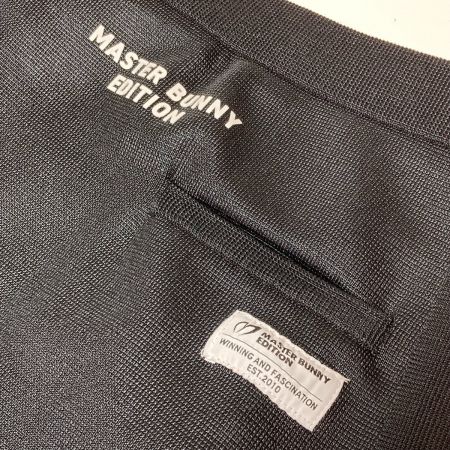 MASTER BUNNY
EDITION
MASTER BUNNY
EDITION
WINNING AND FASCINATION
EST.2010